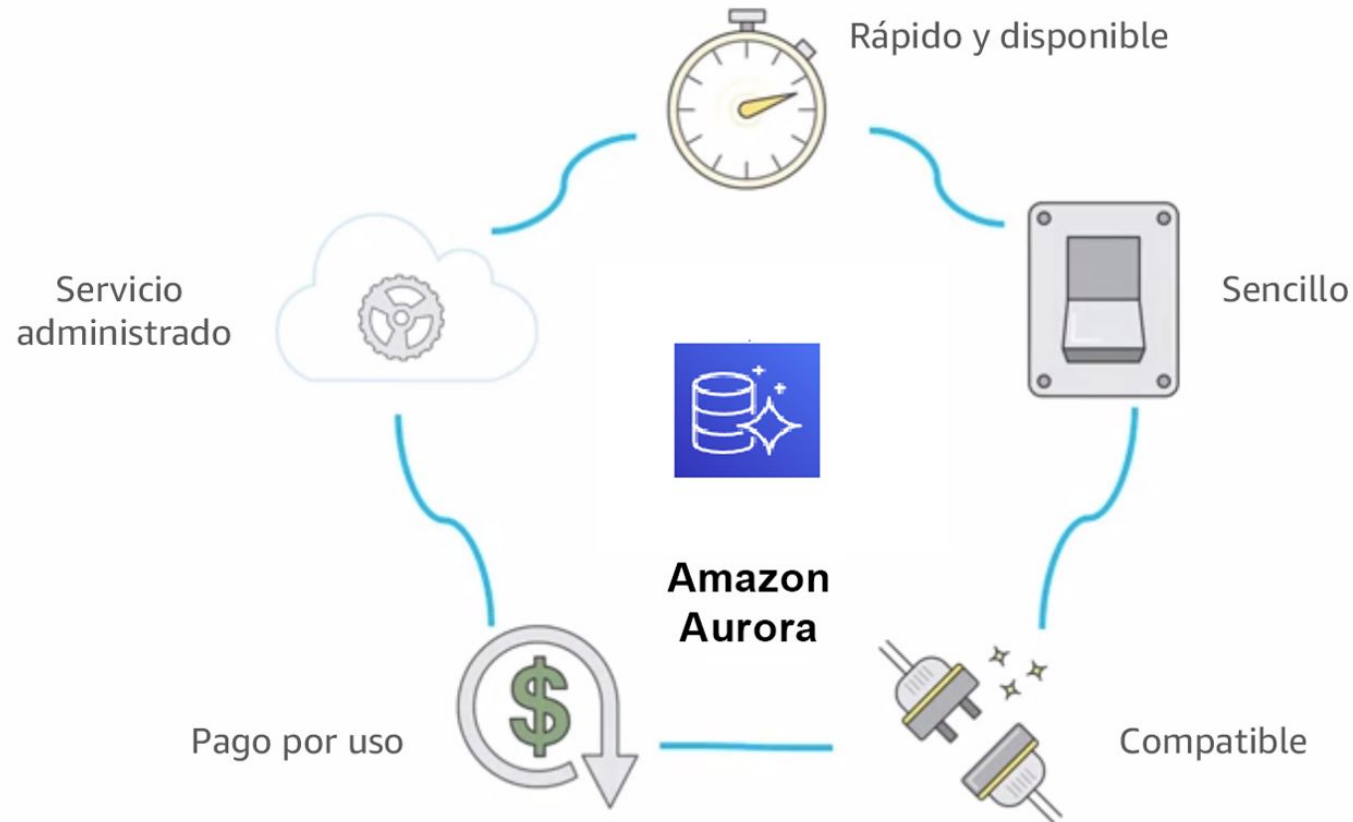 Rápido y disponible
Servicio
administrado
Sencillo
Amazon
Aurora
Pago por uso
Compatible